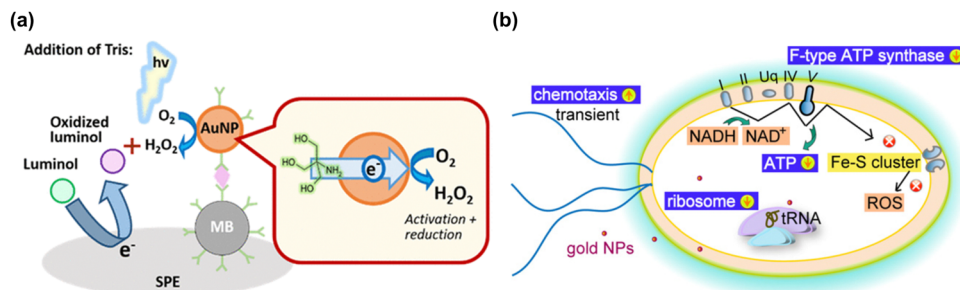 (a)
Addition of Tris:
hv
O₂
AuNP
H₂O₂
Oxidized
luminol
+
Luminol
e⁻
MB
SPE
HO
HO
HO
NH₂
e⁻
O₂
H₂O₂
Activation +
reduction
(b)
F-type ATP synthase
I II Uq IV V
chemotaxis
transient
NADH NAD⁺
ATP
Fe-S cluster
ROS
ribosome
tRNA
gold NPs